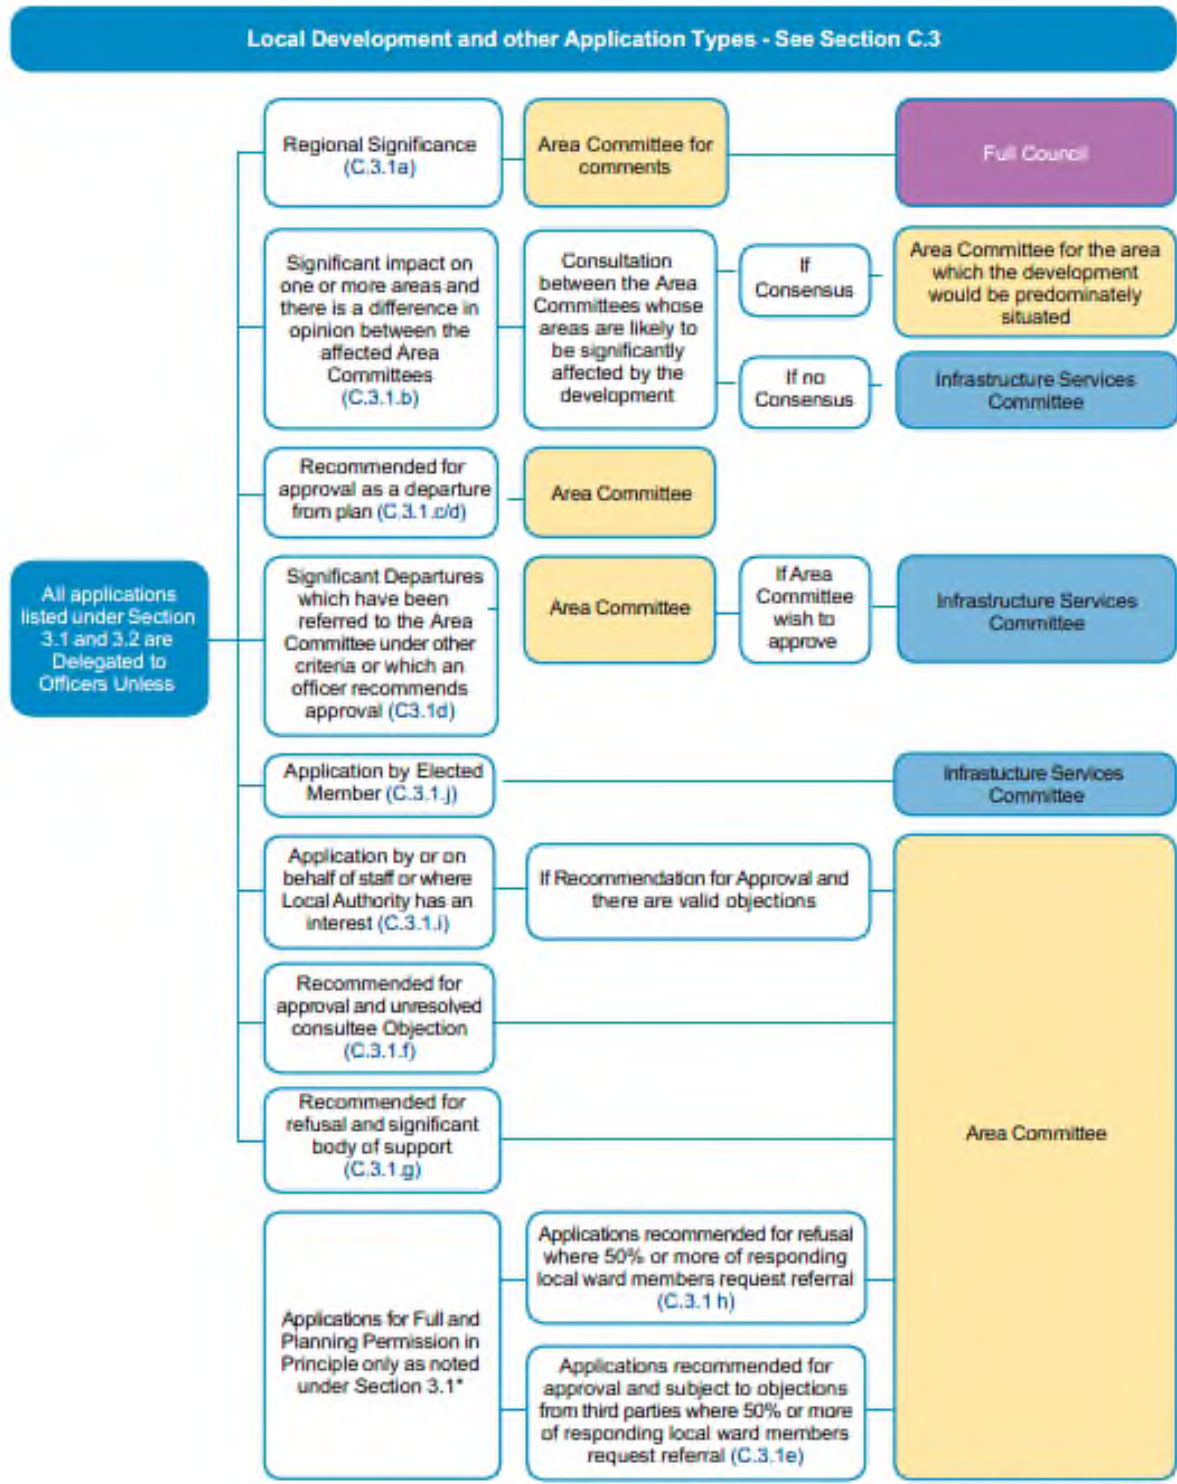 Local Development and other Application Types - See Section C.3
Regional Significance
(C.3.1a)
Area Committee for
comments
Full Council
Significant impact on
one or more areas and
there is a difference in
opinion between the
affected Area
Committees
(C.3.1.b)
Consultation
between the Area
Committees whose
areas are likely to
be significantly
affected by the
development
If
Consensus
Area Committee for the area
which the development
would be predominately
situated
If no
Consensus
Infrastructure Services
Committee
Recommended for
approval as a departure
from plan (C.3.1.c/d)
Area Committee
All applications
listed under Section
3.1 and 3.2 are
Delegated to
Officers Unless
Significant Departures
which have been
referred to the Area
Committee under other
criteria or which an
officer recommends
approval (C3.1d)
Area Committee
If Area
Committee
wish to
approve
Infrastructure Services
Committee
Application by Elected
Member (C.3.1.j)
Infrastucture Services
Committee
Application by or on
behalf of staff or where
Local Authority has an
interest (C.3.1.i)
If Recommendation for Approval and
there are valid objections
Recommended for
approval and unresolved
consultee Objection
(C.3.1.f)
Recommended for
refusal and significant
body of support
(C.3.1.g)
Area Committee
Applications for Full and
Planning Permission in
Principle only as noted
under Section 3.1*
Applications recommended for refusal
where 50% or more of responding
local ward members request referral
(C.3.1 h)
Applications recommended for
approval and subject to objections
from third parties where 50% or more
of responding local ward members
request referral (C.3.1e)